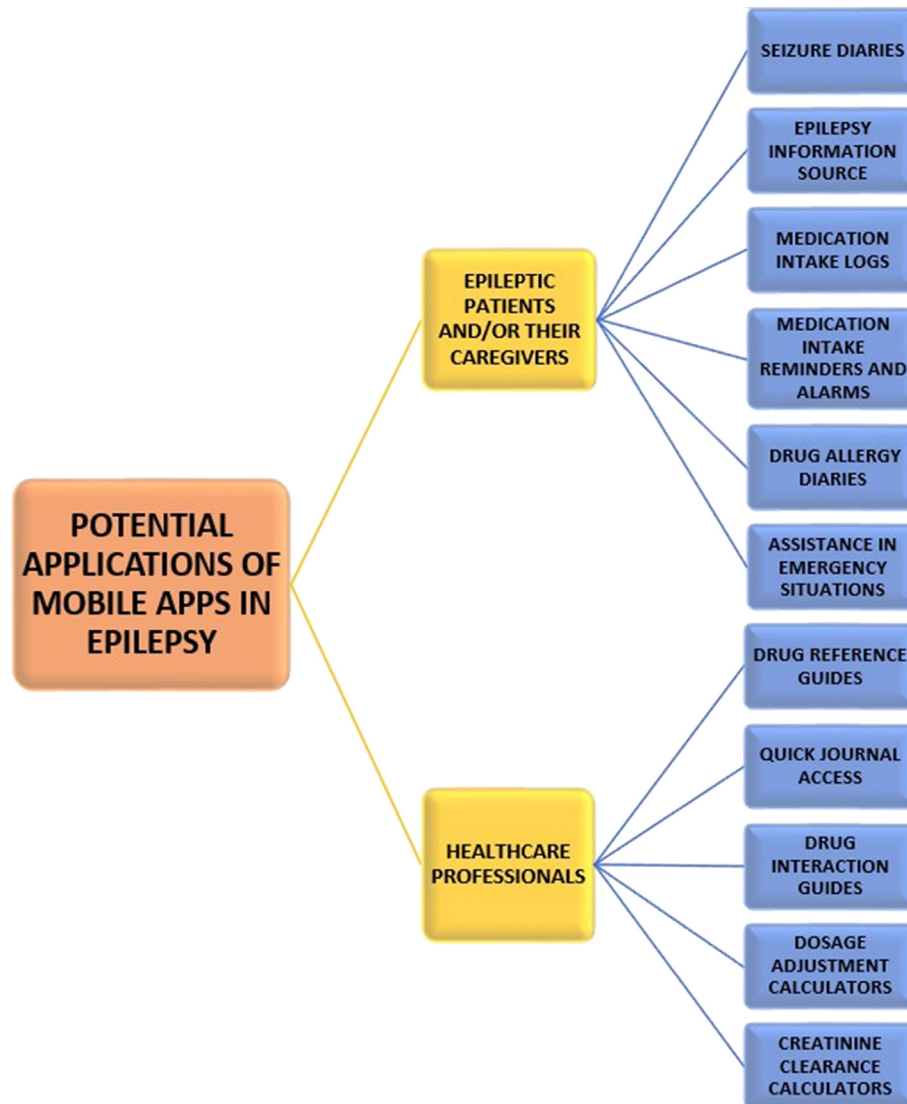 POTENTIAL
APPLICATIONS OF
MOBILE APPS IN
EPILEPSY
EPILEPTIC
PATIENTS
AND/OR THEIR
CAREGIVERS
SEIZURE DIARIES
EPILEPSY
INFORMATION
SOURCE
MEDICATION
INTAKE LOGS
MEDICATION
INTAKE
REMINDERS AND
ALARMS
DRUG ALLERGY
DIARIES
ASSISTANCE IN
EMERGENCY
SITUATIONS
HEALTHCARE
PROFESSIONALS
DRUG REFERENCE
GUIDES
QUICK JOURNAL
ACCESS
DRUG
INTERACTION
GUIDES
DOSAGE
ADJUSTMENT
CALCULATORS
CREATININE
CLEARANCE
CALCULATORS